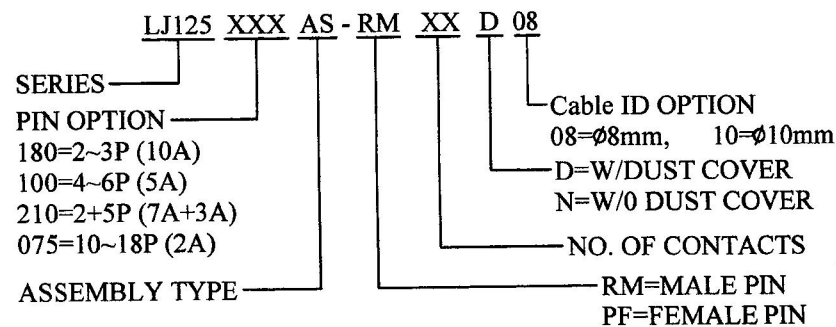 LJ125 XXX AS - RM XX D 08
SERIES
PIN OPTION
180=2~3P (10A)
100=4~6P (5A)
210=2+5P (7A+3A)
075=10~18P (2A)
ASSEMBLY TYPE
Cable ID OPTION
08=Ø8mm, 10=Ø10mm
D=W/DUST COVER
N=W/0 DUST COVER
NO. OF CONTACTS
RM=MALE PIN
PF=FEMALE PIN